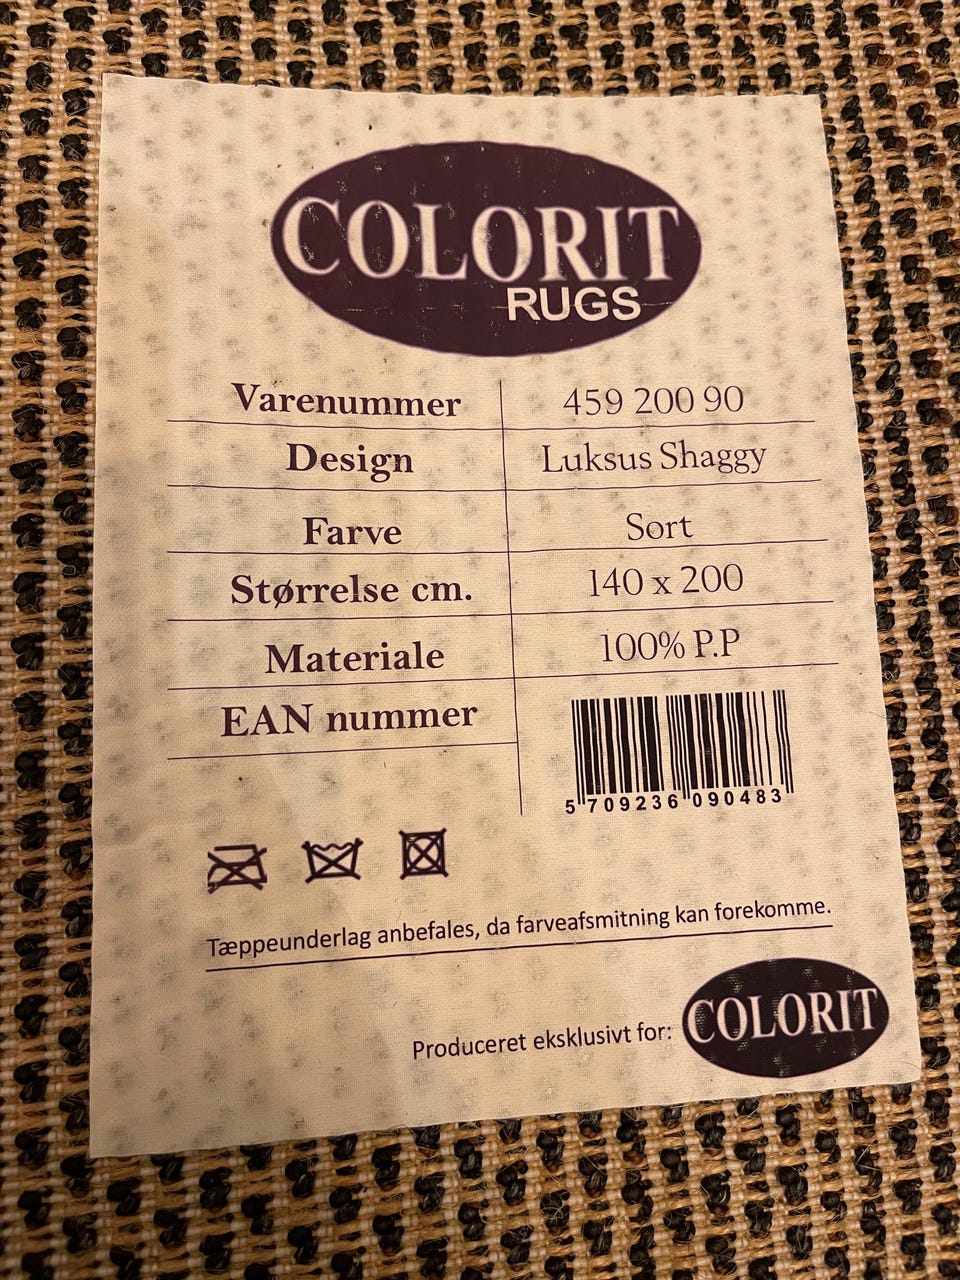 COLORIT
RUGS
Varenummer 459 200 90
Design Luksus Shaggy
Farve Sort
Størrelse cm. 140 x 200
Materiale 100% P.P
EAN nummer
5 709236 090483
Tæppeunderlag anbefales, da farveafsmitning kan forekomme.
Produceret eksklusivt for: COLORIT